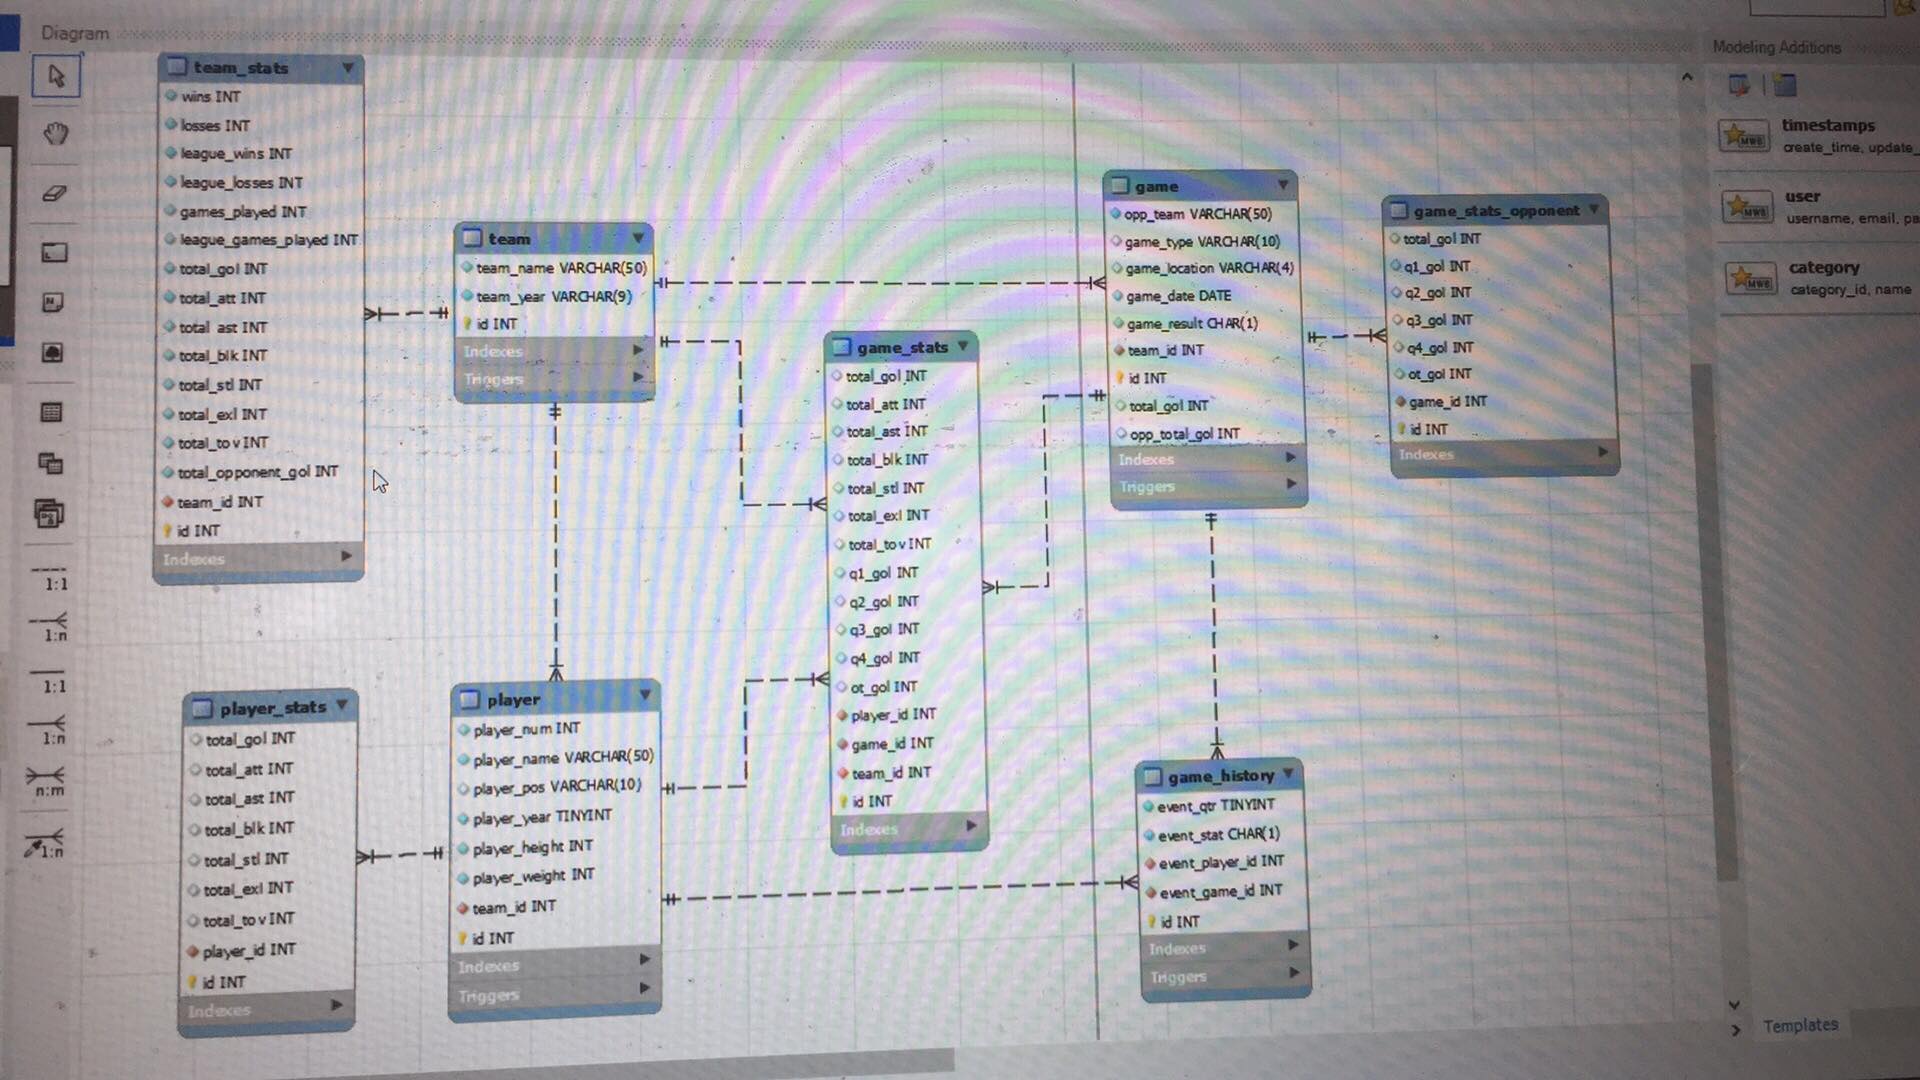 Diagram
Modeling Additions
team_stats
wins INT
losses INT
league_wins INT
league_losses INT
games_played INT
league_games_played INT
total_gol INT
total_att INT
total_ast INT
total_blk INT
total_stl INT
total_exl INT
total_tov INT
total_opponent_gol INT
team_id INT
id INT
Indexes
team
team_name VARCHAR(50)
team_year VARCHAR(9)
id INT
Indexes
Triggers
game
opp_team VARCHAR(50)
game_type VARCHAR(10)
game_location VARCHAR(4)
game_date DATE
game_result CHAR(1)
team_id INT
id INT
total_gol INT
opp_total_gol INT
Indexes
Triggers
game_stats_opponent
total_gol INT
q1_gol INT
q2_gol INT
q3_gol INT
q4_gol INT
ot_gol INT
game_id INT
id INT
Indexes
game_stats
total_gol INT
total_att INT
total_ast INT
total_blk INT
total_stl INT
total_exl INT
total_tov INT
q1_gol INT
q2_gol INT
q3_gol INT
q4_gol INT
ot_gol INT
player_id INT
game_id INT
team_id INT
id INT
Indexes
player_stats
total_gol INT
total_att INT
total_ast INT
total_blk INT
total_stl INT
total_exl INT
total_tov INT
player_id INT
id INT
Indexes
player
player_num INT
player_name VARCHAR(50)
player_pos VARCHAR(10)
player_year TINYINT
player_height INT
player_weight INT
team_id INT
id INT
Indexes
Triggers
game_history
event_qtr TINYINT
event_stat CHAR(1)
event_player_id INT
event_game_id INT
id INT
Indexes
Triggers
1:1
1:n
1:1
1:n
n:m
1:n
MWB
timestamps
create_time, update_
MWB
user
username, email, pa
MWB
category
category_id, name
Templates